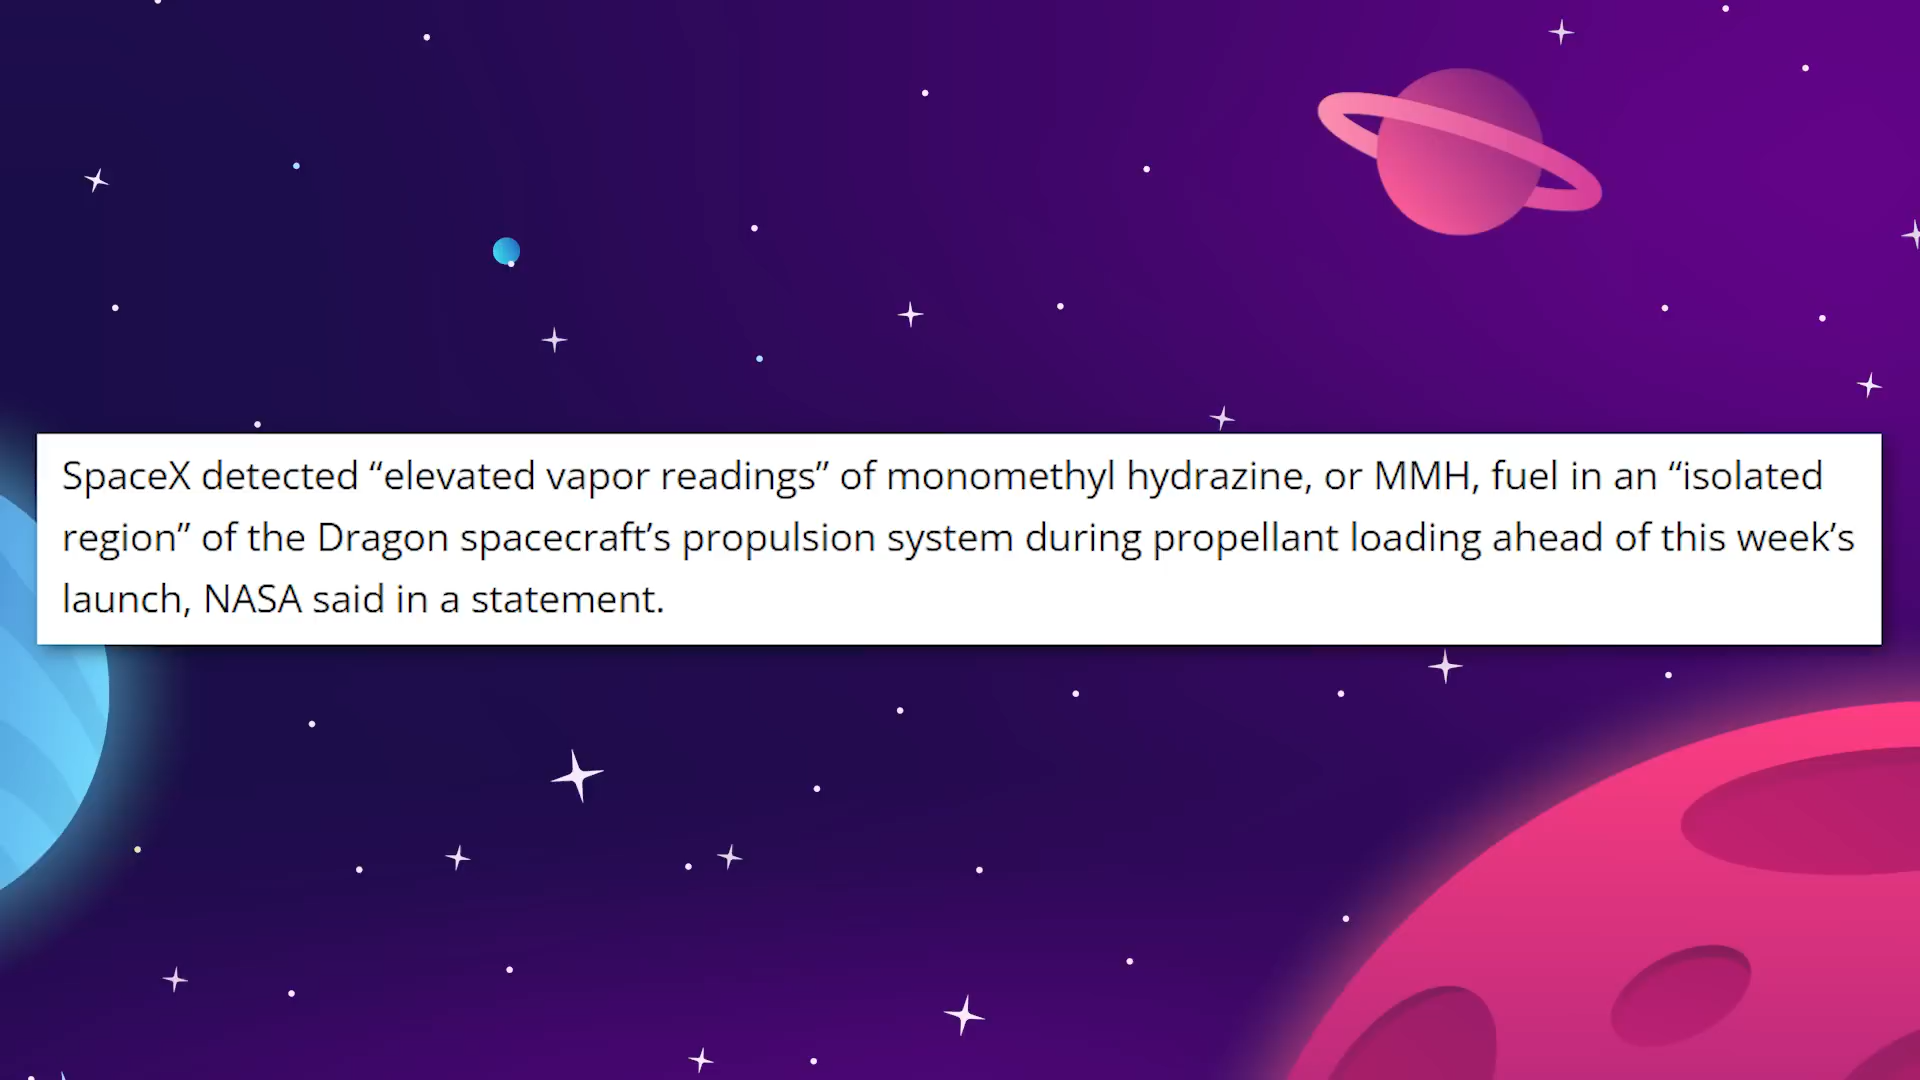 SpaceX detected “elevated vapor readings” of monomethyl hydrazine, or MMH, fuel in an “isolated
region” of the Dragon spacecraft’s propulsion system during propellant loading ahead of this week’s
launch, NASA said in a statement.